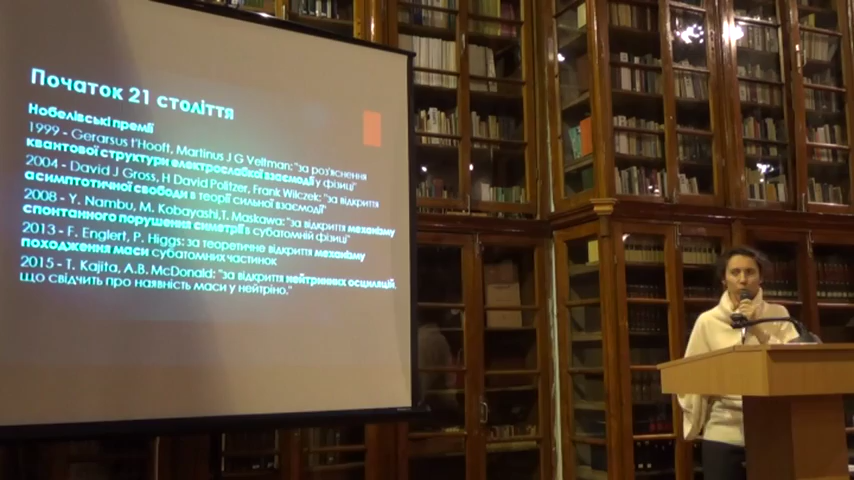 Початок 21 століття
Нобелівські премії
1999 - Gerarsus t'Hooft, Martinus J G Veltman: "за роз'яснення
квантової структури електрослабкої взаємодії у фізиці"
2004 - David J Gross, H David Politzer, Frank Wilczek: "за відкриття
асимптотичної свободи в теорії сильної взаємодії"
2008 - Y. Nambu, M. Kobayashi,T. Maskawa: "за відкриття механізму
спонтанного порушення симетрії в субатомній фізиці"
2013 - F. Englert, P. Higgs: за теоретичне відкриття механізму
походження маси субатомних частинок
2015 - T. Kajita, A.B. McDonald: "за відкриття нейтринних осциляцій,
що свідчить про наявність маси у нейтріно."